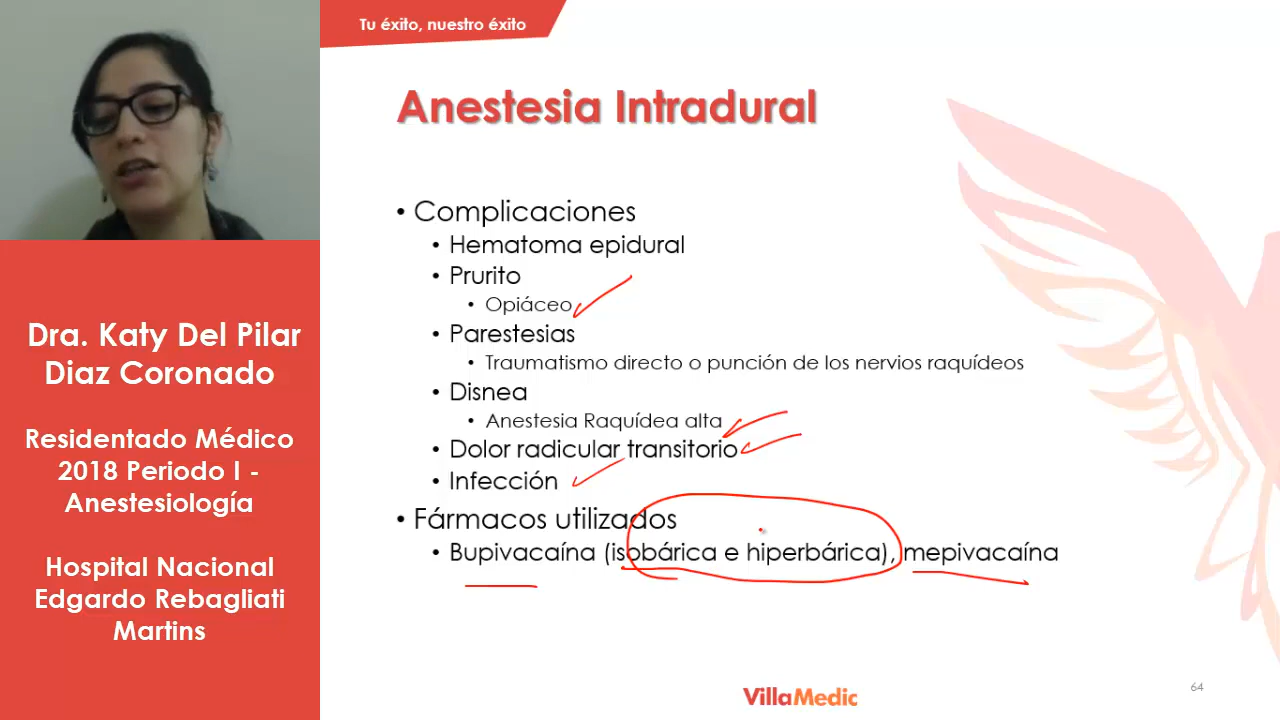 Tu éxito, nuestro éxito
Anestesia Intradural
• Complicaciones
• Hematoma epidural
• Prurito
• Opiáceo
• Parestesias
• Traumatismo directo o punción de los nervios raquídeos
• Disnea
• Anestesia Raquídea alta
• Dolor radicular transitorio
• Infección
• Fármacos utilizados
• Bupivacaína (isobárica e hiperbárica), mepivacaína
Dra. Katy Del Pilar
Diaz Coronado
Residentado Médico
2018 Periodo I -
Anestesiología
Hospital Nacional
Edgardo Rebagliati
Martins
VillaMedic
64